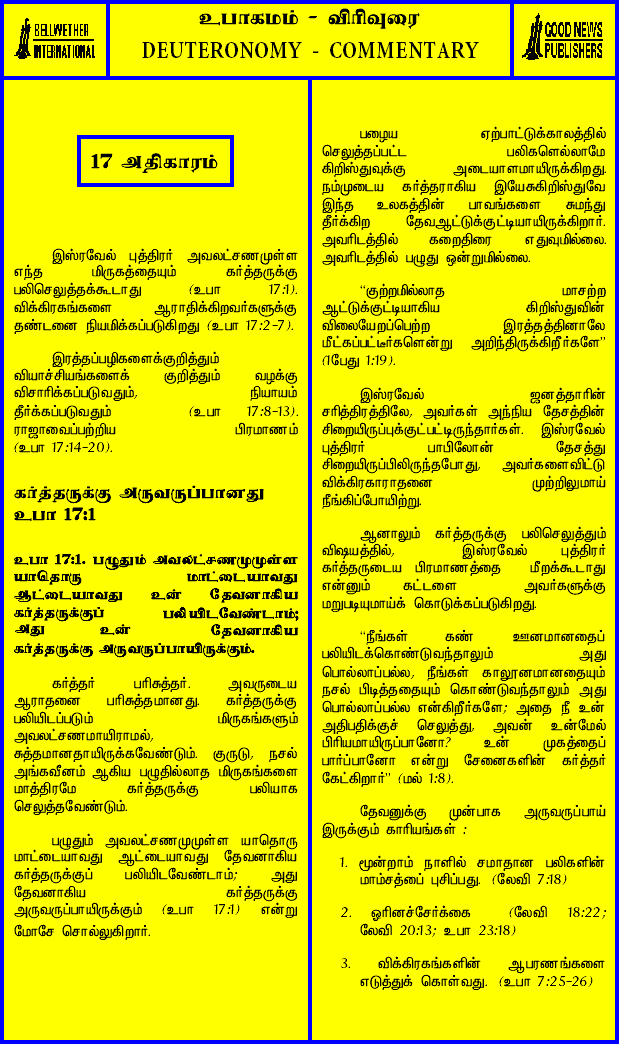 BELLWETHER
INTERNATIONAL
உபாகமம் - விரிவுரை
DEUTERONOMY - COMMENTARY
GOOD NEWS
PUBLISHERS
17 அதிகாரம்
இஸ்ரவேல் புத்திரர் அவலட்சணமுள்ள
எந்த மிருகத்தையும் கர்த்தருக்கு
பலிசெலுத்தக்கூடாது (உபா 17:1).
விக்கிரகங்களை ஆராதிக்கிறவர்களுக்கு
தண்டனை நியமிக்கப்படுகிறது (உபா 17:2-7).
இரத்தப்பழிகளைக்குறித்தும்
வியாச்சியங்களைக் குறித்தும் வழக்கு
விசாரிக்கப்படுவதும், நியாயம்
தீர்க்கப்படுவதும் (உபா 17:8-13).
ராஜாவைப்பற்றிய பிரமாணம்
(உபா 17:14-20).
கர்த்தருக்கு அருவருப்பானது
உபா 17:1
உபா 17:1. பழுதும் அவலட்சணமுமுள்ள
யாதொரு மாட்டையாவது
ஆட்டையாவது உன் தேவனாகிய
கர்த்தருக்குப் பலியிடவேண்டாம்;
அது உன் தேவனாகிய
கர்த்தருக்கு அருவருப்பாயிருக்கும்.
கர்த்தர் பரிசுத்தர். அவருடைய
ஆராதனை பரிசுத்தமானது. கர்த்தருக்கு
பலியிடப்படும் மிருகங்களும்
அவலட்சணமாயிராமல்,
சுத்தமானதாயிருக்கவேண்டும். குருடு, நசல்
அங்கவீனம் ஆகிய பழுதில்லாத மிருகங்களை
மாத்திரமே கர்த்தருக்கு பலியாக
செலுத்தவேண்டும்.
பழுதும் அவலட்சணமுமுள்ள யாதொரு
மாட்டையாவது ஆட்டையாவது தேவனாகிய
கர்த்தருக்குப் பலியிடவேண்டாம்; அது
தேவனாகிய கர்த்தருக்கு
அருவருப்பாயிருக்கும் (உபா 17:1) என்று
மோசே சொல்லுகிறார்.
பழைய ஏற்பாட்டுக்காலத்தில்
செலுத்தப்பட்ட பலிகளெல்லாமே
கிறிஸ்துவுக்கு அடையாளமாயிருக்கிறது.
நம்முடைய கர்த்தராகிய இயேசுகிறிஸ்துவே
இந்த உலகத்தின் பாவங்களை சுமந்து
தீர்க்கிற தேவஆட்டுக்குட்டியாயிருக்கிறார்.
அவரிடத்தில் கறைதிரை எதுவுமில்லை.
அவரிடத்தில் பழுது ஒன்றுமில்லை.
"குற்றமில்லாத மாசற்ற
ஆட்டுக்குட்டியாகிய கிறிஸ்துவின்
விலையேறப்பெற்ற இரத்தத்தினாலே
மீட்கப்பட்டீர்களென்று அறிந்திருக்கிறீர்களே"
(1பேது 1:19).
இஸ்ரவேல் ஜனத்தாரின்
சரித்திரத்திலே, அவர்கள் அந்நிய தேசத்தின்
சிறையிருப்புக்குட்பட்டிருந்தார்கள். இஸ்ரவேல்
புத்திரர் பாபிலோன் தேசத்து
சிறையிருப்பிலிருந்தபோது, அவர்களைவிட்டு
விக்கிரகாராதனை முற்றிலுமாய்
நீங்கிப்போயிற்று.
ஆனாலும் கர்த்தருக்கு பலிசெலுத்தும்
விஷயத்தில், இஸ்ரவேல் புத்திரர்
கர்த்தருடைய பிரமாணத்தை மீறக்கூடாது
என்னும் கட்டளை அவர்களுக்கு
மறுபடியுமாய்க் கொடுக்கப்படுகிறது.
"நீங்கள் கண் ஊனமானதைப்
பலியிடக்கொண்டுவந்தாலும் அது
பொல்லாப்பல்ல, நீங்கள் காலூனமானதையும்
நசல் பிடித்ததையும் கொண்டுவந்தாலும் அது
பொல்லாப்பல்ல என்கிறீர்களே; அதை நீ உன்
அதிபதிக்குச் செலுத்து, அவன் உன்மேல்
பிரியமாயிருப்பானோ? உன் முகத்தைப்
பார்ப்பானோ என்று சேனைகளின் கர்த்தர்
கேட்கிறார்" (மல் 1:8).
தேவனுக்கு முன்பாக அருவருப்பாய்
இருக்கும் காரியங்கள் :
1. மூன்றாம் நாளில் சமாதான பலிகளின்
மாம்சத்தைப் புசிப்பது. (லேவி 7:18)
2. ஓரினச்சேர்க்கை (லேவி 18:22;
லேவி 20:13; உபா 23:18)
3. விக்கிரகங்களின் ஆபரணங்களை
எடுத்துக் கொள்வது. (உபா 7:25-26)